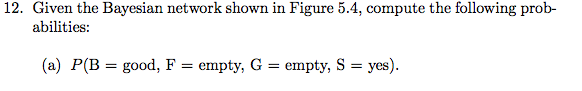 12. Given the Bayesian network shown in Figure 5.4, compute the following prob-
abilities:
(a) P(B = good, F = empty, G = empty, S = yes).